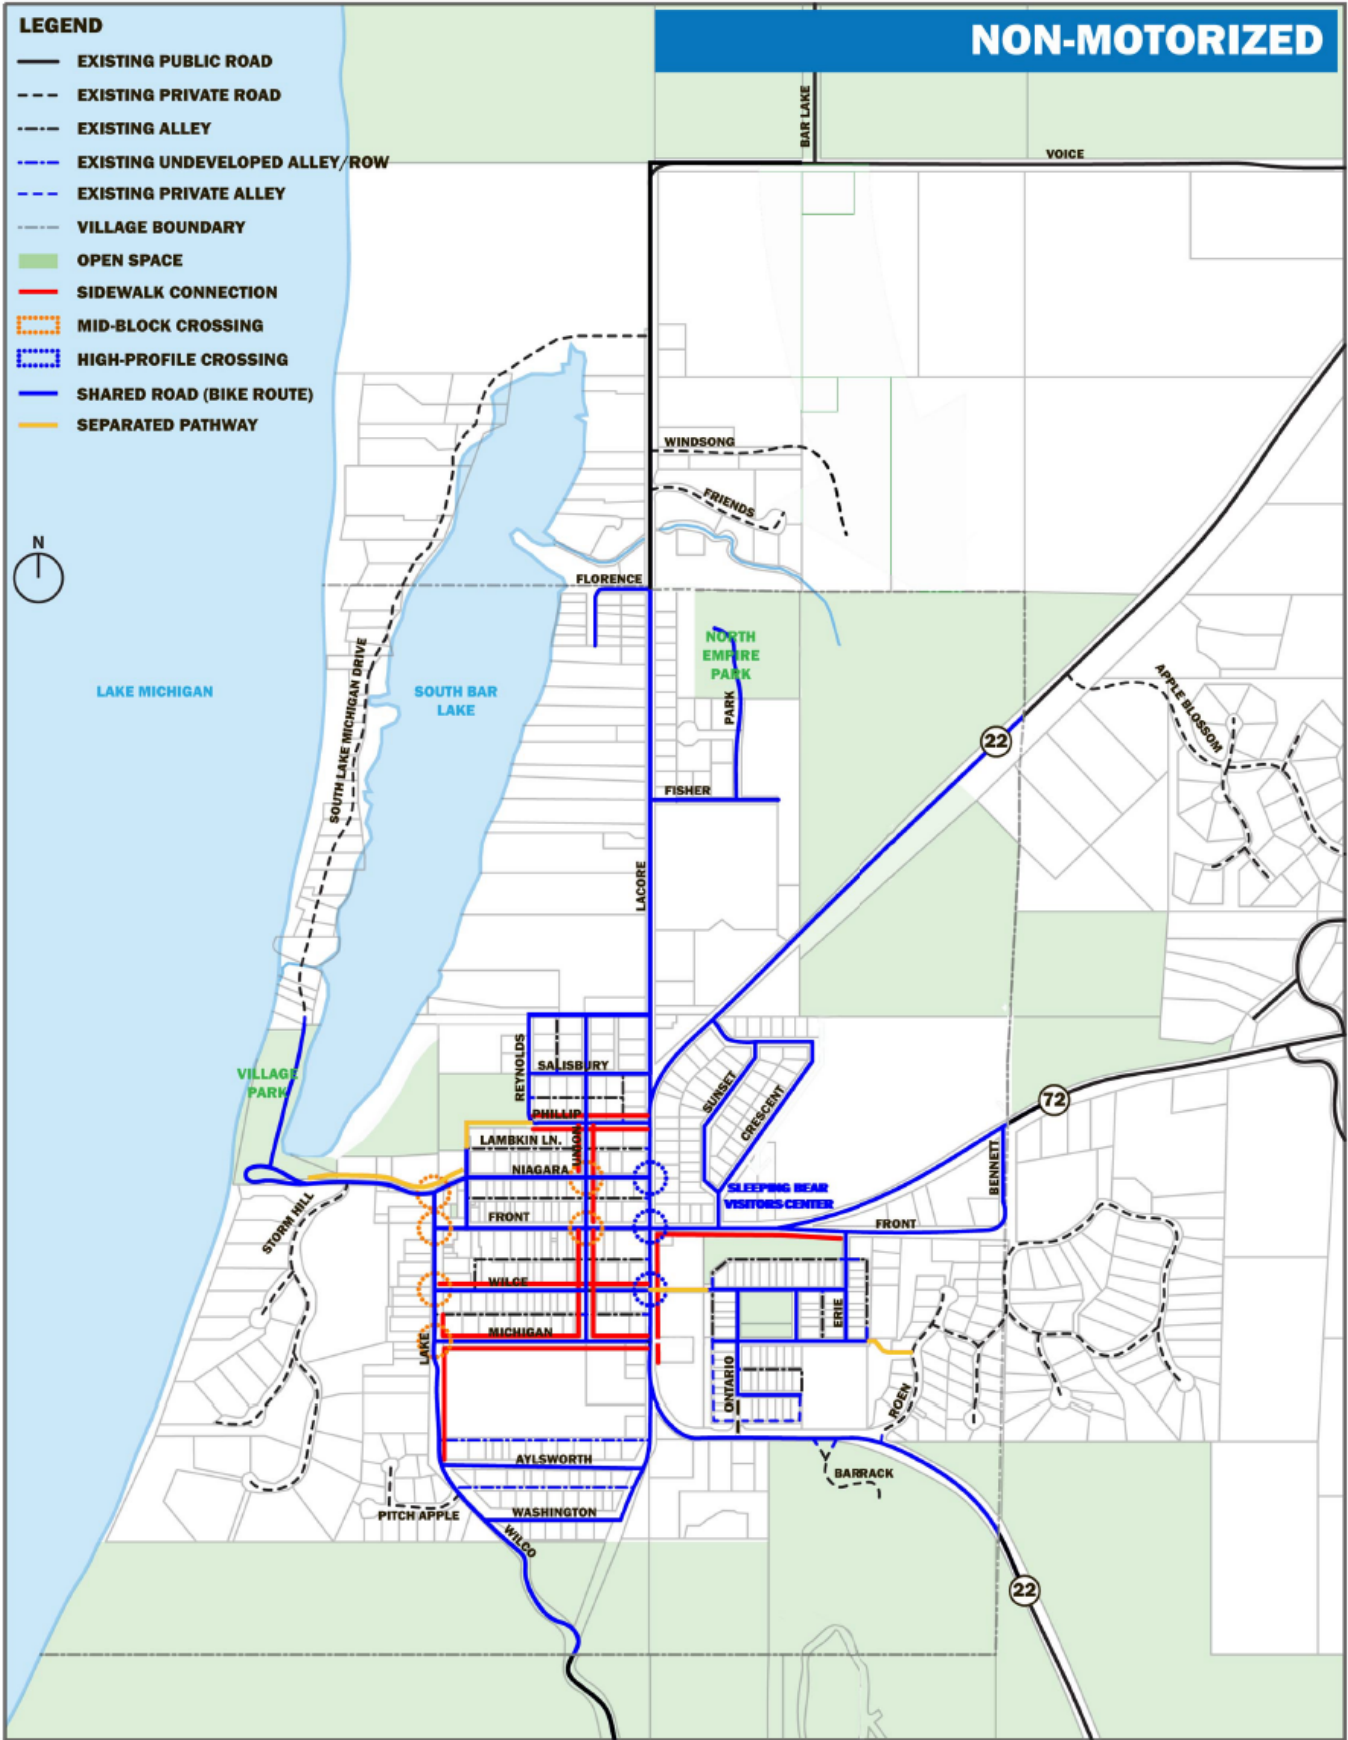 NON-MOTORIZED
LEGEND
EXISTING PUBLIC ROAD
EXISTING PRIVATE ROAD
EXISTING ALLEY
EXISTING UNDEVELOPED ALLEY/ROW
EXISTING PRIVATE ALLEY
VILLAGE BOUNDARY
OPEN SPACE
SIDEWALK CONNECTION
MID-BLOCK CROSSING
HIGH-PROFILE CROSSING
SHARED ROAD (BIKE ROUTE)
SEPARATED PATHWAY
N
BAR LAKE
VOICE
WINDSONG
FRIENDS
FLORENCE
NORTH
EMPIRE
PARK
PARK
SOUTH LAKE MICHIGAN DRIVE
LAKE MICHIGAN
SOUTH BAR
LAKE
APPLE BLOSSOM
22
FISHER
LACORE
REYNOLDS
SALISBURY
VILLAGE
PARK
SUNSET
CRESCENT
72
PHILLIP
LAMBKIN LN.
UNION
NIAGARA
BENNETT
SLEEPING BEAR
VISITORS CENTER
STORM HILL
FRONT
FRONT
WILCE
ERIE
MICHIGAN
LAKE
ONTARIO
ROEN
AYLSWORTH
BARRACK
PITCH APPLE
WASHINGTON
WILCO
22